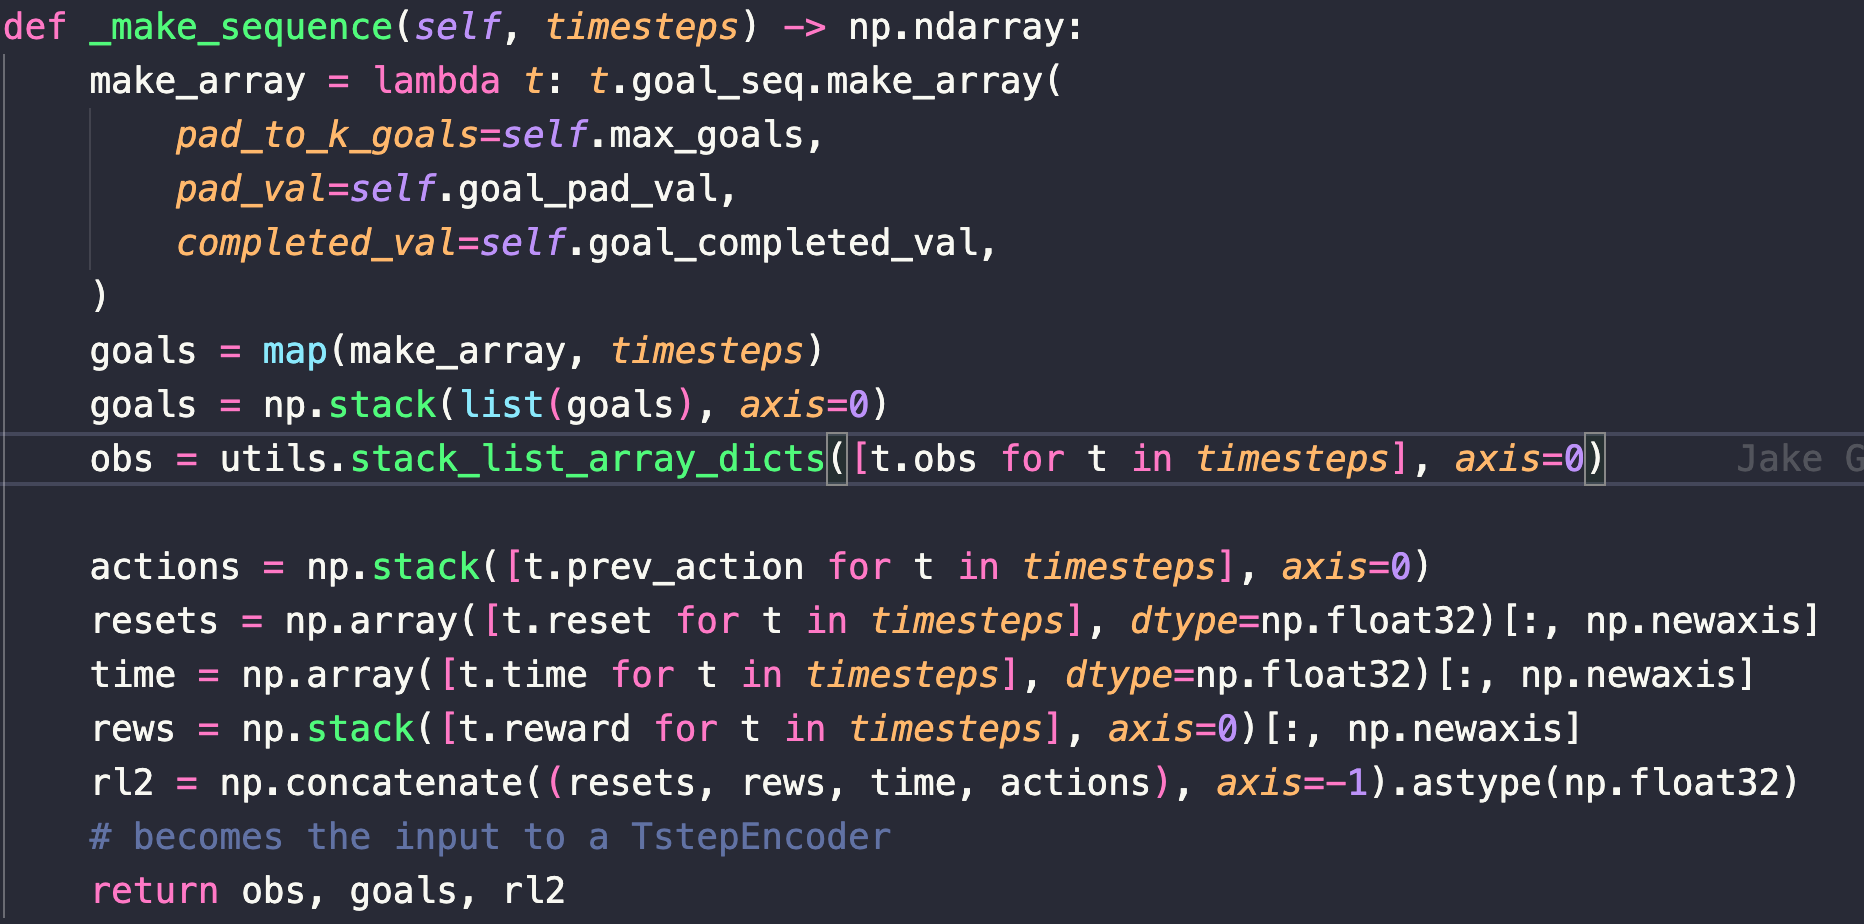 def _make_sequence(self, timesteps) -> np.ndarray:
    make_array = lambda t: t.goal_seq.make_array(
        pad_to_k_goals=self.max_goals,
        pad_val=self.goal_pad_val,
        completed_val=self.goal_completed_val,
    )
    goals = map(make_array, timesteps)
    goals = np.stack(list(goals), axis=0)
    obs = utils.stack_list_array_dicts([t.obs for t in timesteps], axis=0) Jake G

    actions = np.stack([t.prev_action for t in timesteps], axis=0)
    resets = np.array([t.reset for t in timesteps], dtype=np.float32)[:, np.newaxis]
    time = np.array([t.time for t in timesteps], dtype=np.float32)[:, np.newaxis]
    rews = np.stack([t.reward for t in timesteps], axis=0)[:, np.newaxis]
    rl2 = np.concatenate((resets, rews, time, actions), axis=-1).astype(np.float32)
    # becomes the input to a TstepEncoder
    return obs, goals, rl2